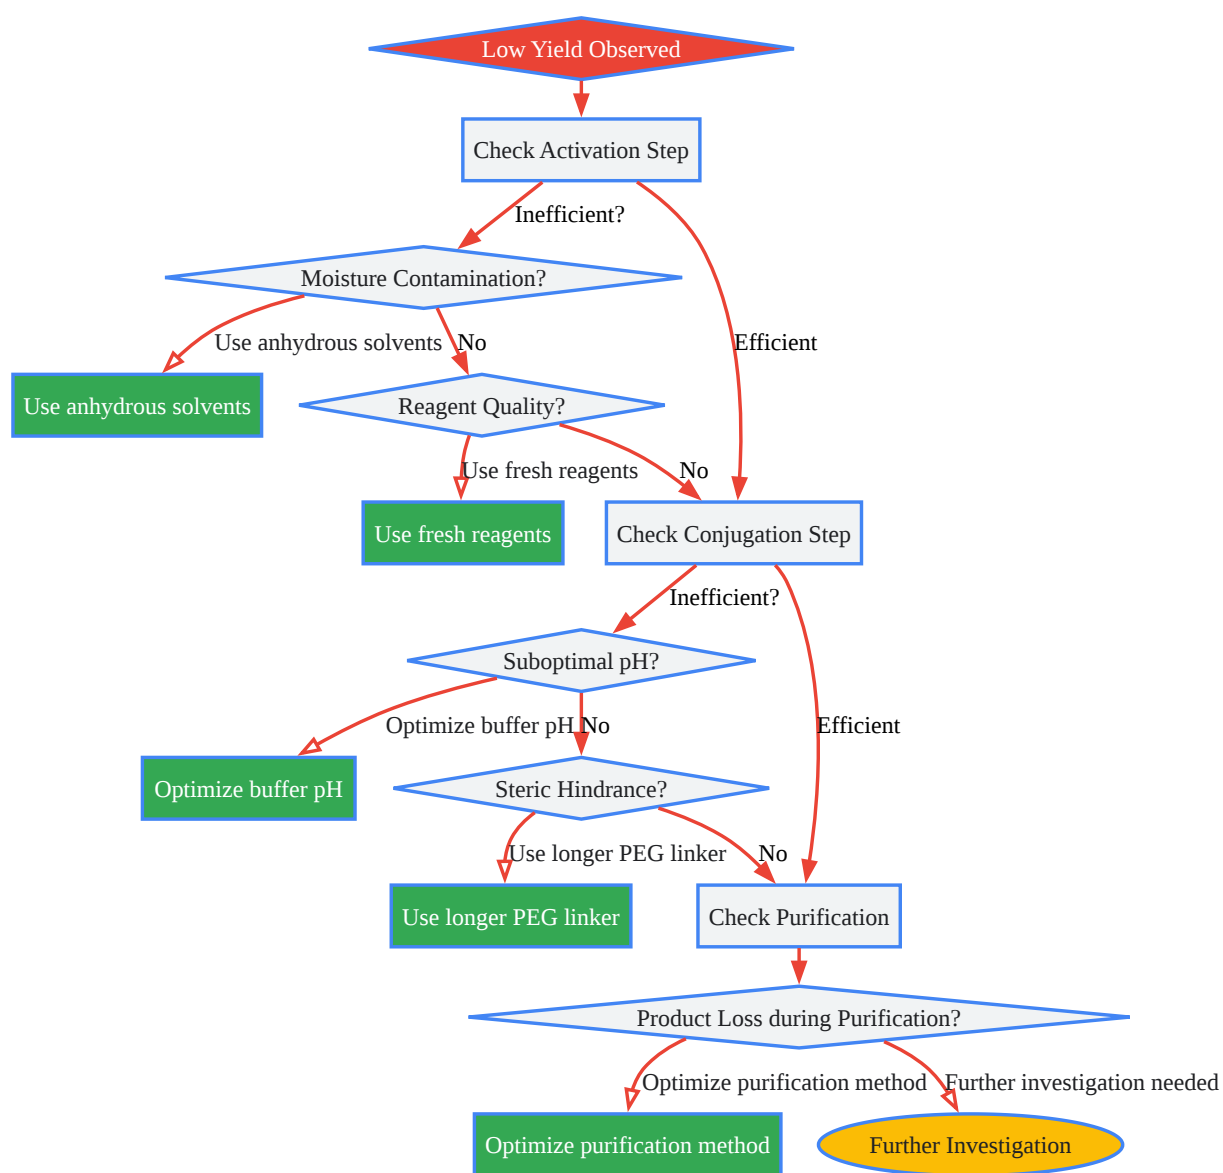 Low Yield Observed
Check Activation Step
Inefficient?
Moisture Contamination?
Use anhydrous solvents
No
Efficient
Use anhydrous solvents
Reagent Quality?
Use fresh reagents
No
Use fresh reagents
Check Conjugation Step
Inefficient?
Suboptimal pH?
Optimize buffer pH
No
Efficient
Optimize buffer pH
Steric Hindrance?
Use longer PEG linker
No
Use longer PEG linker
Check Purification
Product Loss during Purification?
Optimize purification method
Further investigation needed
Optimize purification method
Further Investigation